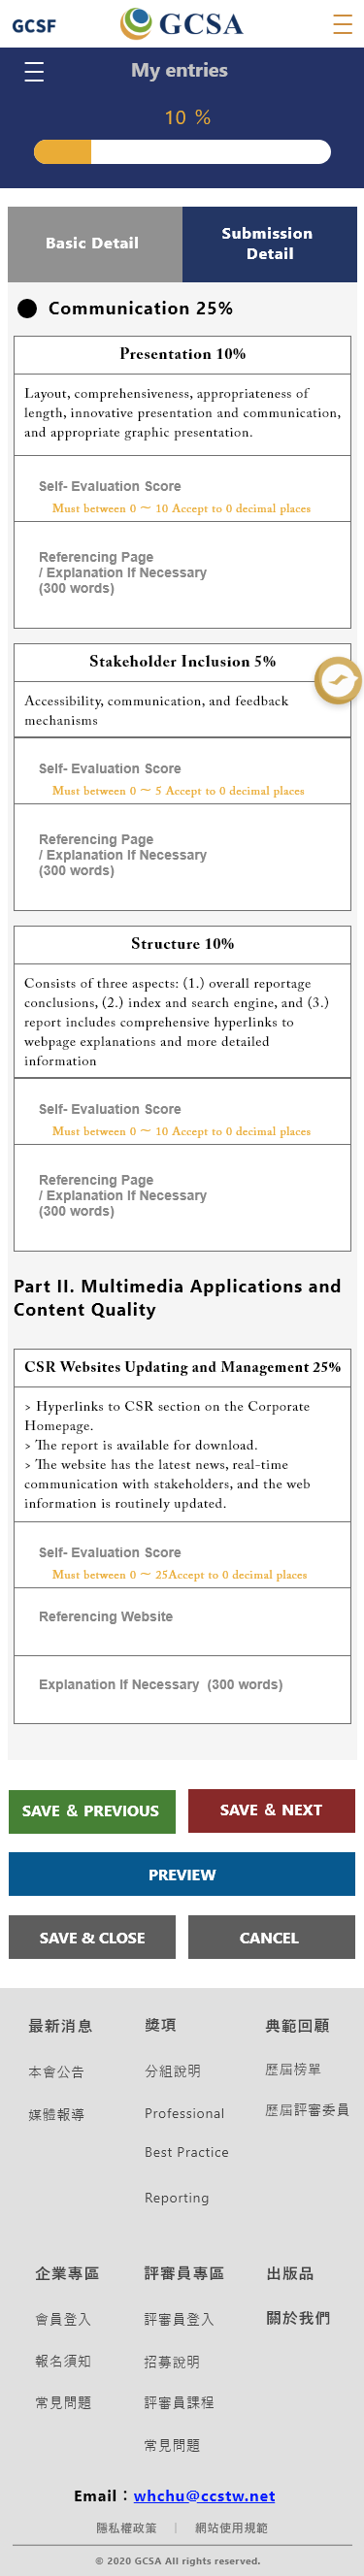 GCSF
GCSA
My entries
10 %
Basic Detail
Submission
Detail
Communication 25%
Presentation 10%
Layout, comprehensiveness, appropriateness of
length, innovative presentation and communication,
and appropriate graphic presentation.
Self- Evaluation Score
Must between 0 ~ 10 Accept to 0 decimal places
Referencing Page
/ Explanation If Necessary
(300 words)
Stakeholder Inclusion 5%
Accessibility, communication, and feedback
mechanisms
Self- Evaluation Score
Must between 0 ~ 5 Accept to 0 decimal places
Referencing Page
/ Explanation If Necessary
(300 words)
Structure 10%
Consists of three aspects: (1.) overall reportage
conclusions, (2.) index and search engine, and (3.)
report includes comprehensive hyperlinks to
webpage explanations and more detailed
information
Self- Evaluation Score
Must between 0 ~ 10 Accept to 0 decimal places
Referencing Page
/ Explanation If Necessary
(300 words)
Part II. Multimedia Applications and
Content Quality
CSR Websites Updating and Management 25%
> Hyperlinks to CSR section on the Corporate
Homepage.
> The report is available for download.
> The website has the latest news, real-time
communication with stakeholders, and the web
information is routinely updated.
Self- Evaluation Score
Must between 0 ~ 25Accept to 0 decimal places
Referencing Website
Explanation If Necessary (300 words)
SAVE & PREVIOUS
SAVE & NEXT
PREVIEW
SAVE & CLOSE
CANCEL
最新消息 獎項 典範回顧
本會公告 分組說明 歷屆榜單
媒體報導 Professional 歷屆評審委員
Best Practice
Reporting
企業專區 評審員專區 出版品
會員登入 評審員登入 關於我們
報名須知 招募說明
常見問題 評審員課程
常見問題
Email：whchu@ccstw.net
隱私權政策 | 網站使用規範
© 2020 GCSA All rights reserved.